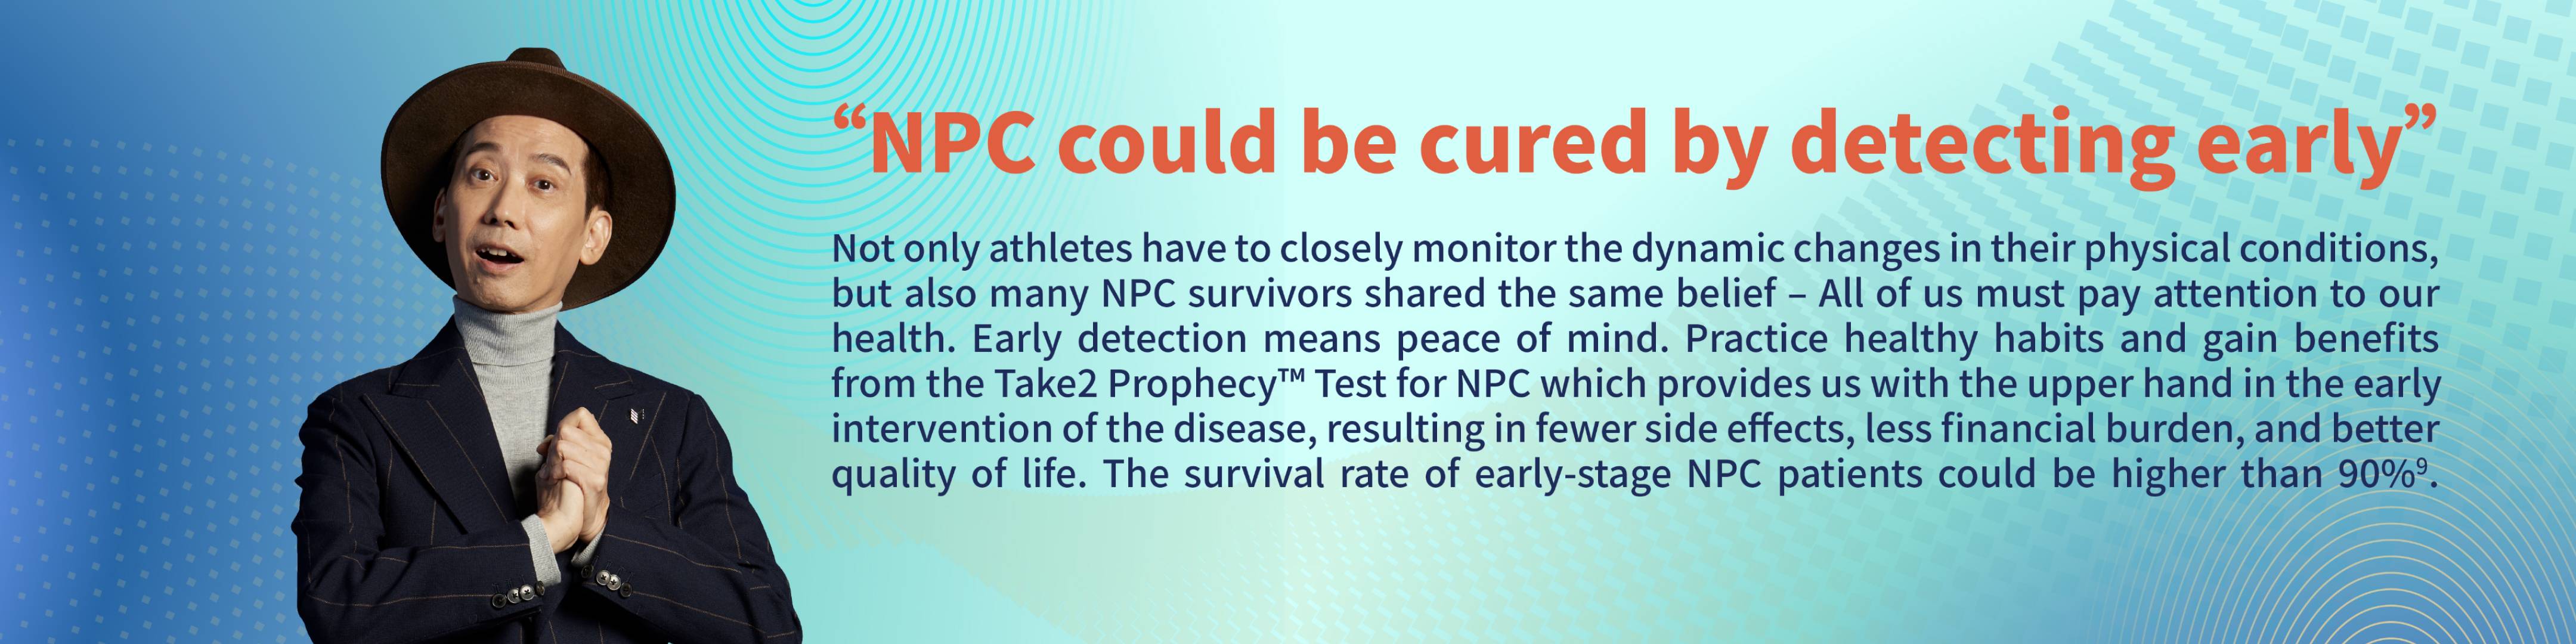 “NPC could be cured by detecting early”
Not only athletes have to closely monitor the dynamic changes in their physical conditions,
but also many NPC survivors shared the same belief – All of us must pay attention to our
health. Early detection means peace of mind. Practice healthy habits and gain benefits
from the Take2 Prophecy™ Test for NPC which provides us with the upper hand in the early
intervention of the disease, resulting in fewer side effects, less financial burden, and better
quality of life. The survival rate of early-stage NPC patients could be higher than 90%⁹.